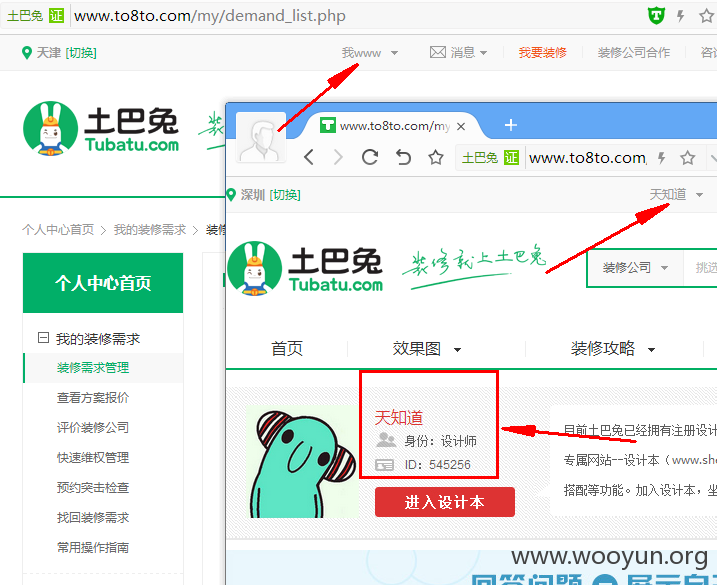 土巴兔 证 www.to8to.com/my/demand_list.php
天津 [切换] 我www 消息 我要装修 装修公司合作
土巴兔
Tubatu.com
个人中心首页 > 我的装修需求 >
个人中心首页
我的装修需求
装修需求管理
查看方案报价
评价装修公司
快速维权管理
预约突击检查
找回装修需求
常用操作指南
www.to8to.com/my
土巴兔 证 www.to8to.com
深圳 [切换] 天知道
土巴兔
Tubatu.com
装修就上土巴兔
装修公司
首页 效果图 装修攻略
天知道
身份：设计师
ID：545256
进入设计本
目前土巴兔已经拥有注册设计
专属网站--设计本（www.she
搭配等功能。加入设计本，坐
www.wooyun.org